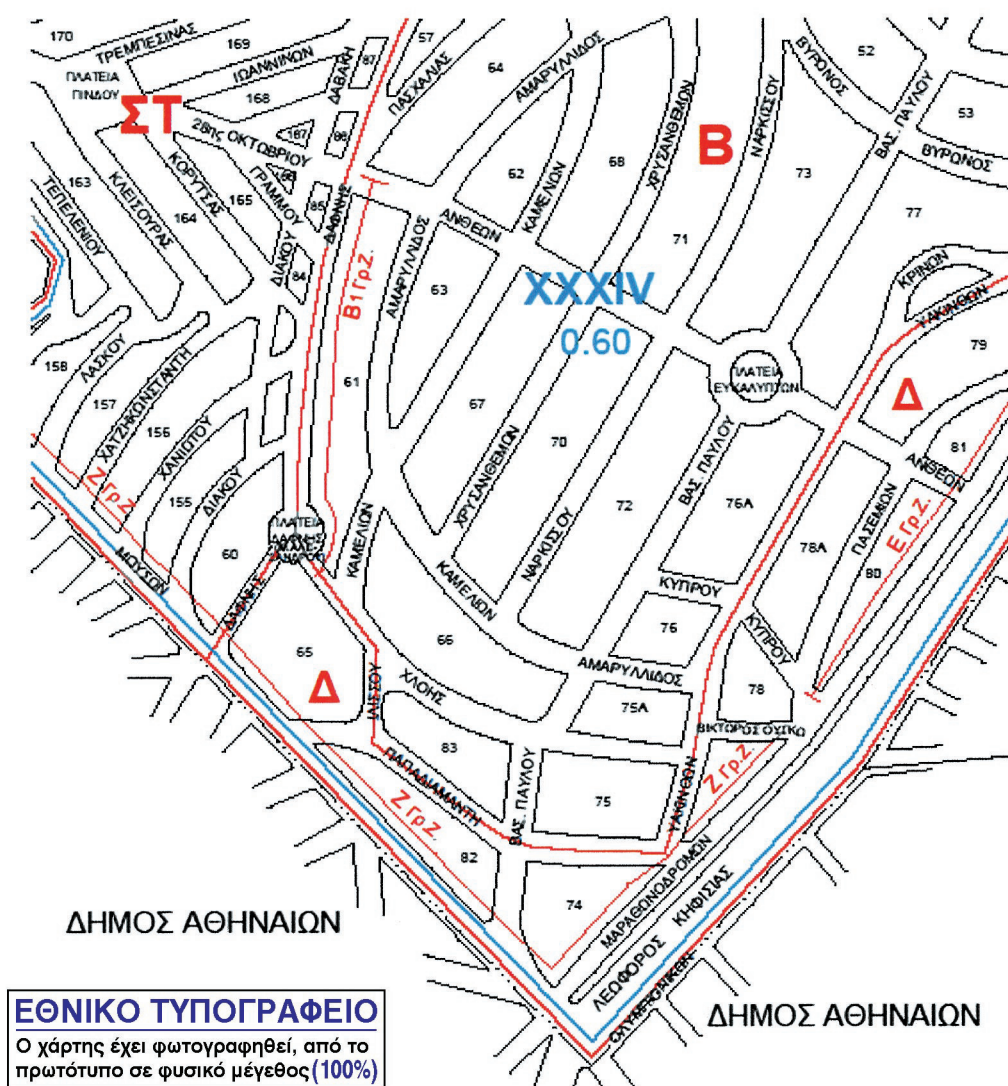 170
ΤΡΕΜΠΕΣΙΝΑΣ
169
ΙΩΑΝΝΙΝΩΝ
ΠΛΑΤΕΙΑ
ΠΙΝΔΟΥ
ΣΤ
168
87
ΔΑΒΑΚΗ
57
ΠΑΣΧΑΛΙΑΣ
64
ΑΜΑΡΥΛΛΙΔΟΣ
ΒΥΡΩΝΟΣ
52
ΒΑΣ. ΠΑΥΛΟΥ
53
ΒΥΡΩΝΟΣ
28ης ΟΚΤΩΒΡΙΟΥ
167
86
62
ΚΑΜΕΛΙΩΝ
68
ΧΡΥΣΑΝΘΕΜΩΝ
Β
ΝΑΡΚΙΣΣΟΥ
73
163
ΤΕΠΕΛΕΝΙΟΥ
ΚΛΕΙΣΟΥΡΑΣ
164
ΚΟΡΥΤΣΑΣ
165
ΓΡΑΜΜΟΥ
85
ΔΑΦΝΗΣ
ΔΙΑΚΟΥ
84
Β1 Γρ.Ζ.
ΑΜΑΡΥΛΛΙΔΟΣ
ΑΝΘΕΩΝ
63
71
77
ΚΡΙΝΩΝ
ΥΑΚΙΝΘΩΝ
XXXIV
0.60
79
158
ΛΑΣΚΟΥ
157
ΧΑΤΖΗΚΩΝΣΤΑΝΤΗ
156
ΧΑΝΙΩΤΟΥ
155
ΔΙΑΚΟΥ
61
67
ΠΛΑΤΕΙΑ
ΕΥΚΑΛΥΠΤΩΝ
Δ
81
ΑΝΘΕΩΝ
Ζ Γρ.Ζ.
ΧΡΥΣΑΝΘΕΜΩΝ
70
ΝΑΡΚΙΣΣΟΥ
72
ΒΑΣ. ΠΑΥΛΟΥ
76Α
78Α
ΓΙΑΣΕΜΙΩΝ
80
Ε Γρ.Ζ.
ΜΟΥΣΩΝ
60
ΠΛΑΤΕΙΑ
ΔΑΦΝΗΣ
ΚΑΜΕΛΙΩΝ
ΚΑΜΕΛΙΩΝ
ΔΑΦΝΗΣ
65
Δ
66
ΚΥΠΡΟΥ
76
ΚΥΠΡΟΥ
ΑΜΑΡΥΛΛΙΔΟΣ
78
ΙΛΙΣΣΟΥ
ΧΛΟΗΣ
75Α
ΒΙΚΤΩΡΟΣ ΟΥΓΚΩ
83
ΠΑΠΑΔΙΑΜΑΝΤΗ
ΒΑΣ. ΠΑΥΛΟΥ
75
ΥΑΚΙΝΘΩΝ
Ζ Γρ.Ζ.
Ζ Γρ.Ζ.
82
74
ΜΑΡΑΘΩΝΟΔΡΟΜΩΝ
ΛΕΩΦΟΡΟΣ ΚΗΦΙΣΙΑΣ
ΟΛΥΜΠΙΟΝΙΚΩΝ
ΔΗΜΟΣ ΑΘΗΝΑΙΩΝ
ΔΗΜΟΣ ΑΘΗΝΑΙΩΝ
ΕΘΝΙΚΟ ΤΥΠΟΓΡΑΦΕΙΟ
Ο χάρτης έχει φωτογραφηθεί, από το
πρωτότυπο σε φυσικό μέγεθος (100%)